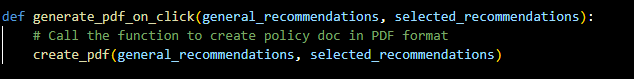 def generate_pdf_on_click(general_recommendations, selected_recommendations):
    # Call the function to create policy doc in PDF format
    create_pdf(general_recommendations, selected_recommendations)